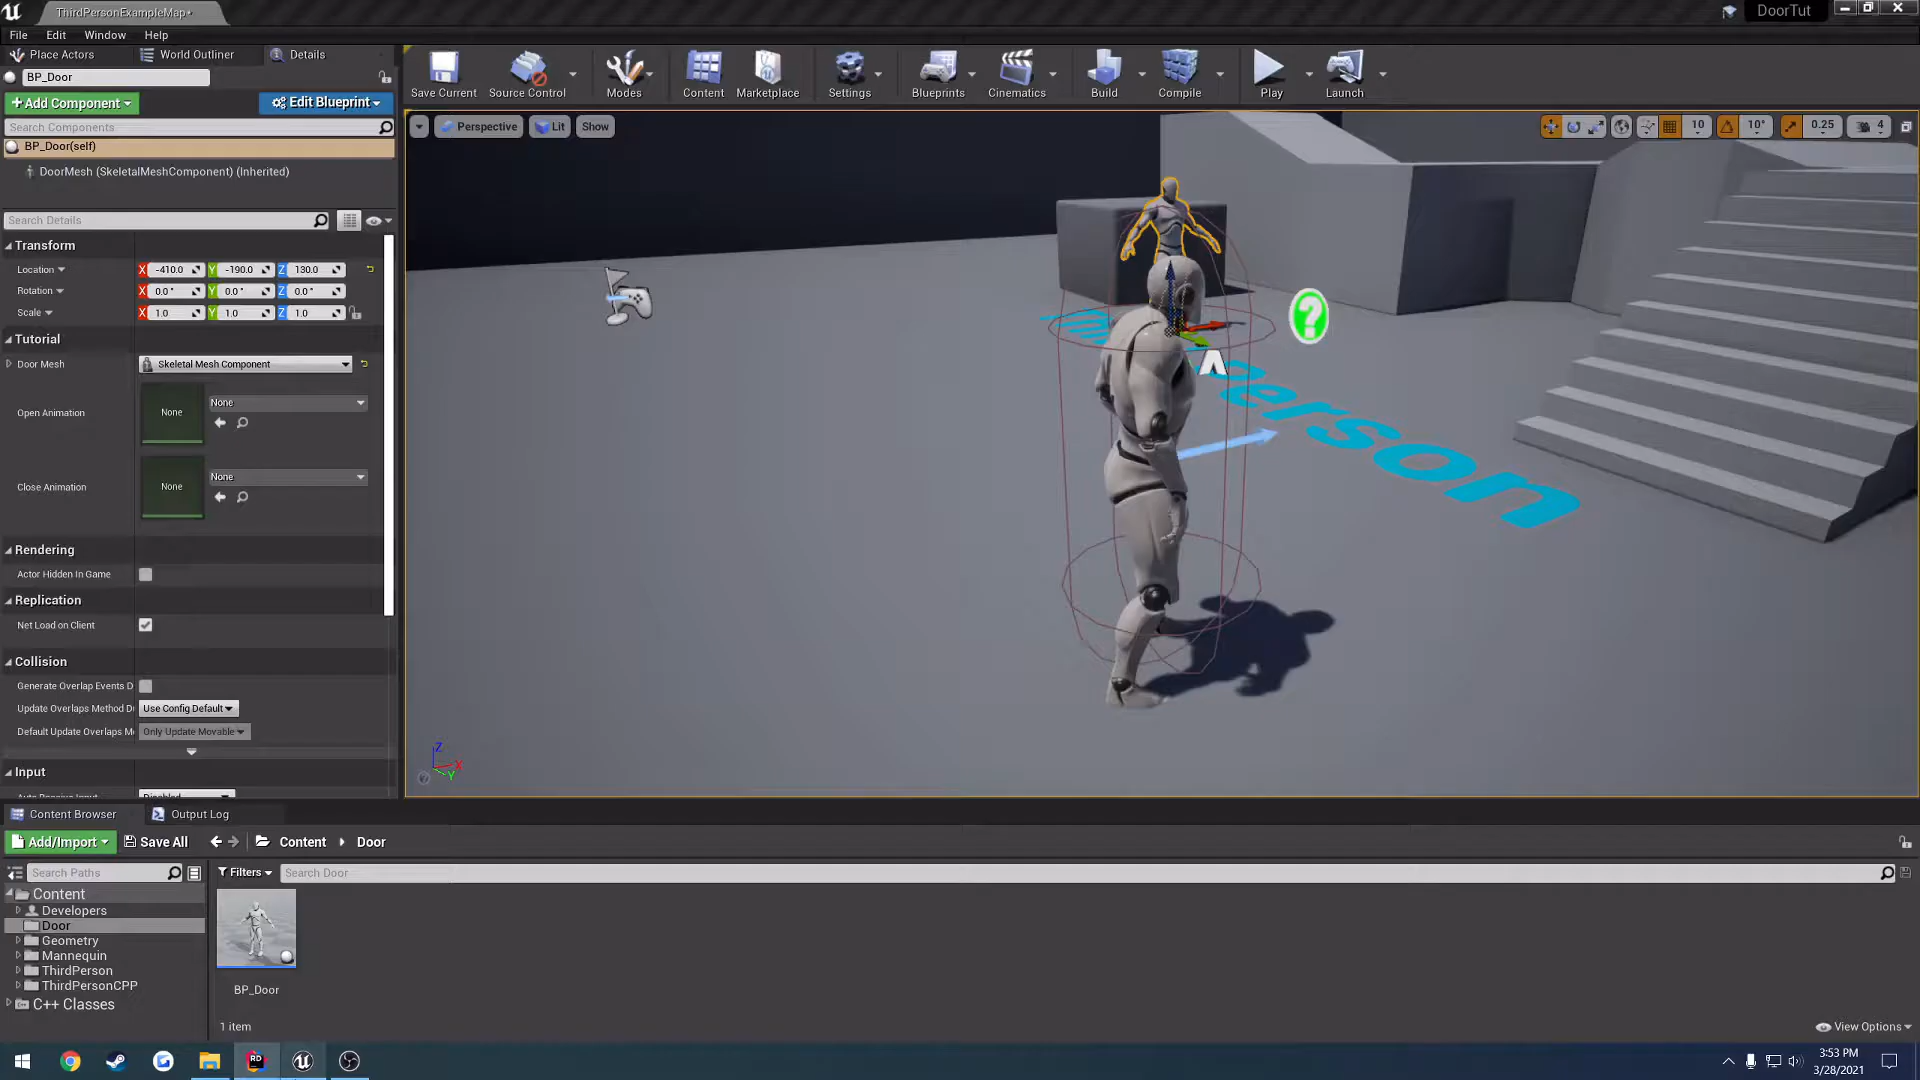 ThirdPersonExampleMap•
DoorTut
File Edit Window Help
Place Actors World Outliner Details
BP_Door
+Add Component Edit Blueprint
Search Components
BP_Door(self)
DoorMesh (SkeletalMeshComponent) (Inherited)
Search Details
Transform
Location X -410.0 Y -190.0 Z 130.0
Rotation X 0.0° Y 0.0° Z 0.0°
Scale X 1.0 Y 1.0 Z 1.0
Tutorial
Door Mesh Skeletal Mesh Component
Open Animation None None
Close Animation None None
Rendering
Actor Hidden In Game
Replication
Net Load on Client
Collision
Generate Overlap Events D
Update Overlaps Method D Use Config Default
Default Update Overlaps M Only Update Movable
Input
Save Current Source Control Modes Content Marketplace Settings Blueprints Cinematics Build Compile Play Launch
Perspective Lit Show
10 10° 0.25 4
?
person
Z X Y
Content Browser Output Log
Add/Import Save All Content Door
Search Paths
Filters Search Door
Content
Developers
Door
Geometry
Mannequin
ThirdPerson
ThirdPersonCPP
C++ Classes
BP_Door
1 item
View Options
RD
3:53 PM
3/28/2021